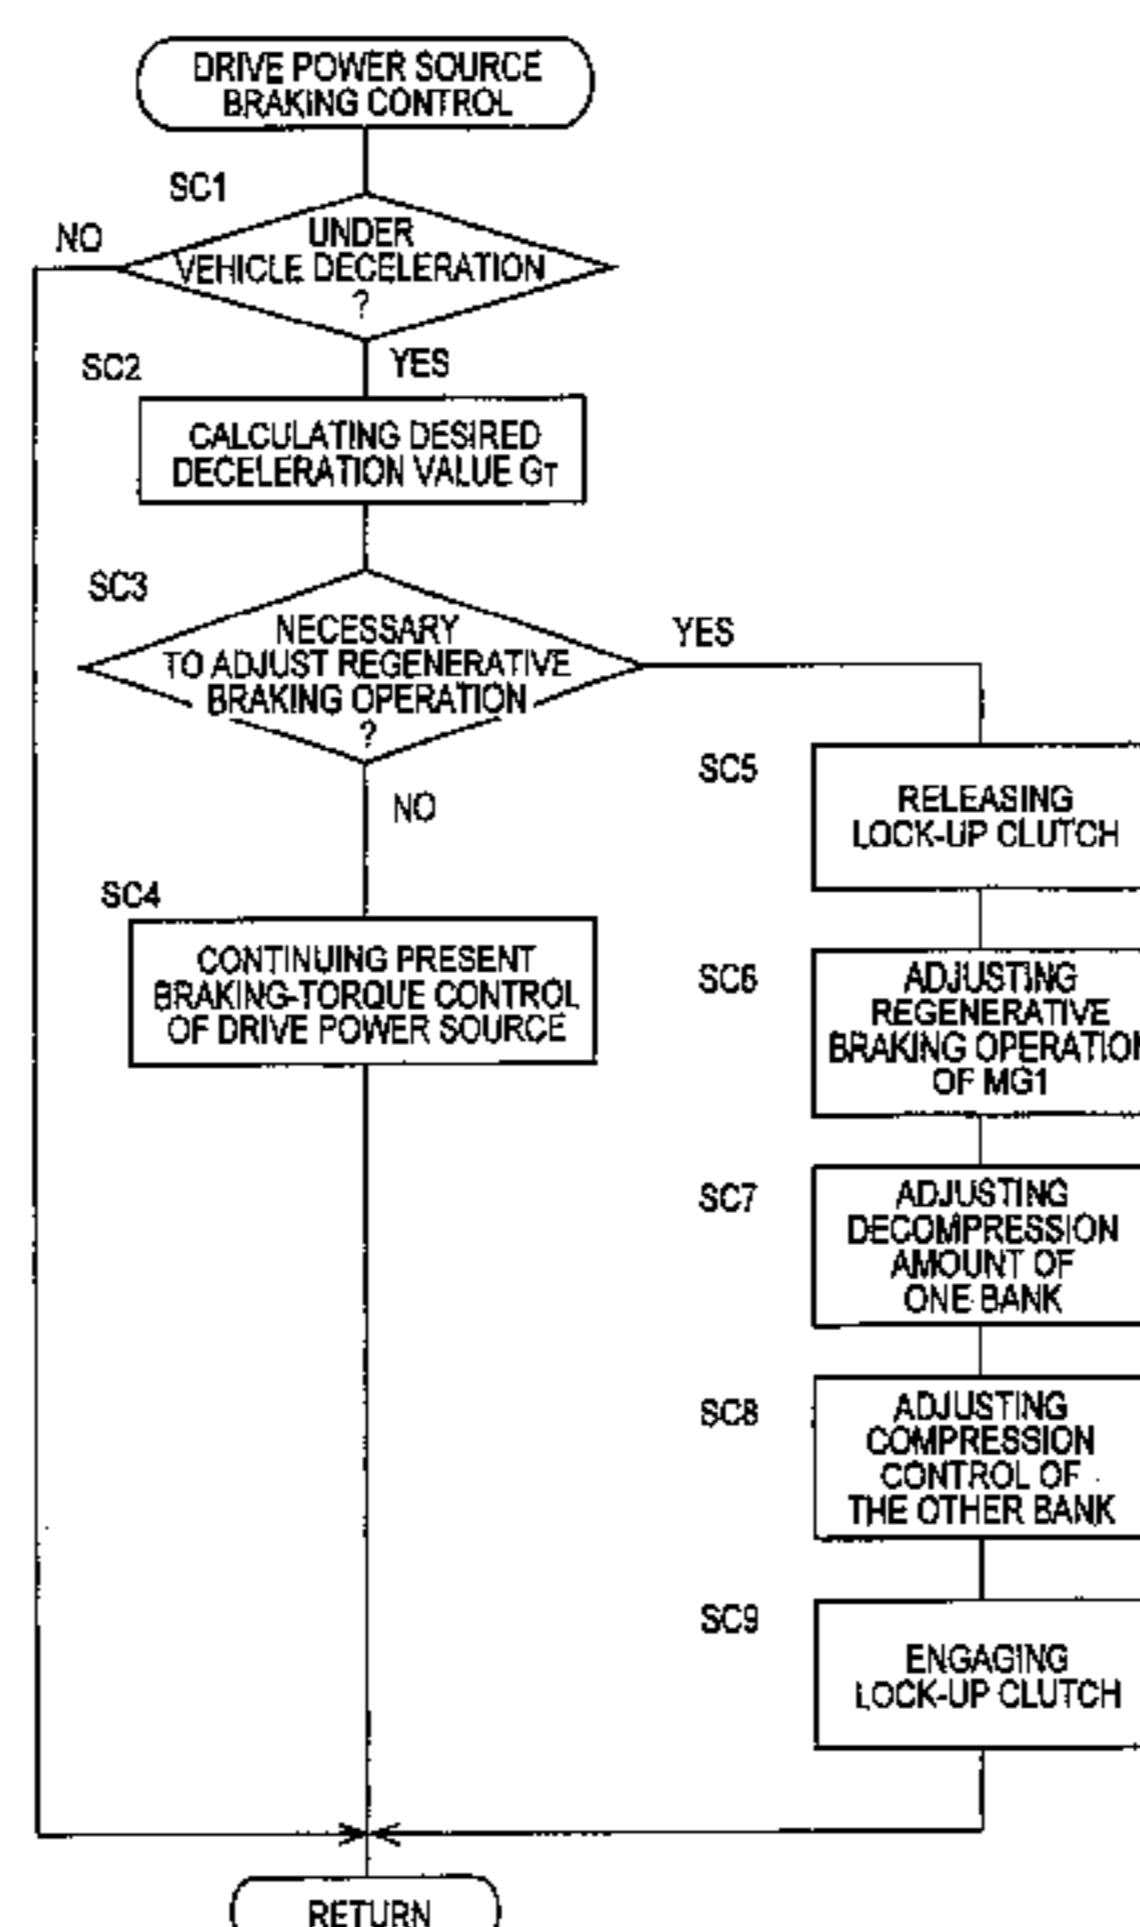 DRIVE POWER SOURCE
BRAKING CONTROL
SC1
NO
UNDER
VEHICLE DECELERATION
?
YES
SC2
CALCULATING DESIRED
DECELERATION VALUE GT
SC3
NECESSARY
TO ADJUST REGENERATIVE
BRAKING OPERATION
?
YES
NO
SC4
CONTINUING PRESENT
BRAKING-TORQUE CONTROL
OF DRIVE POWER SOURCE
SC5
RELEASING
LOCK-UP CLUTCH
SC6
ADJUSTING
REGENERATIVE
BRAKING OPERATION
OF MG1
SC7
ADJUSTING
DECOMPRESSION
AMOUNT OF
ONE BANK
SC8
ADJUSTING
COMPRESSION
CONTROL OF
THE OTHER BANK
SC9
ENGAGING
LOCK-UP CLUTCH
RETURN